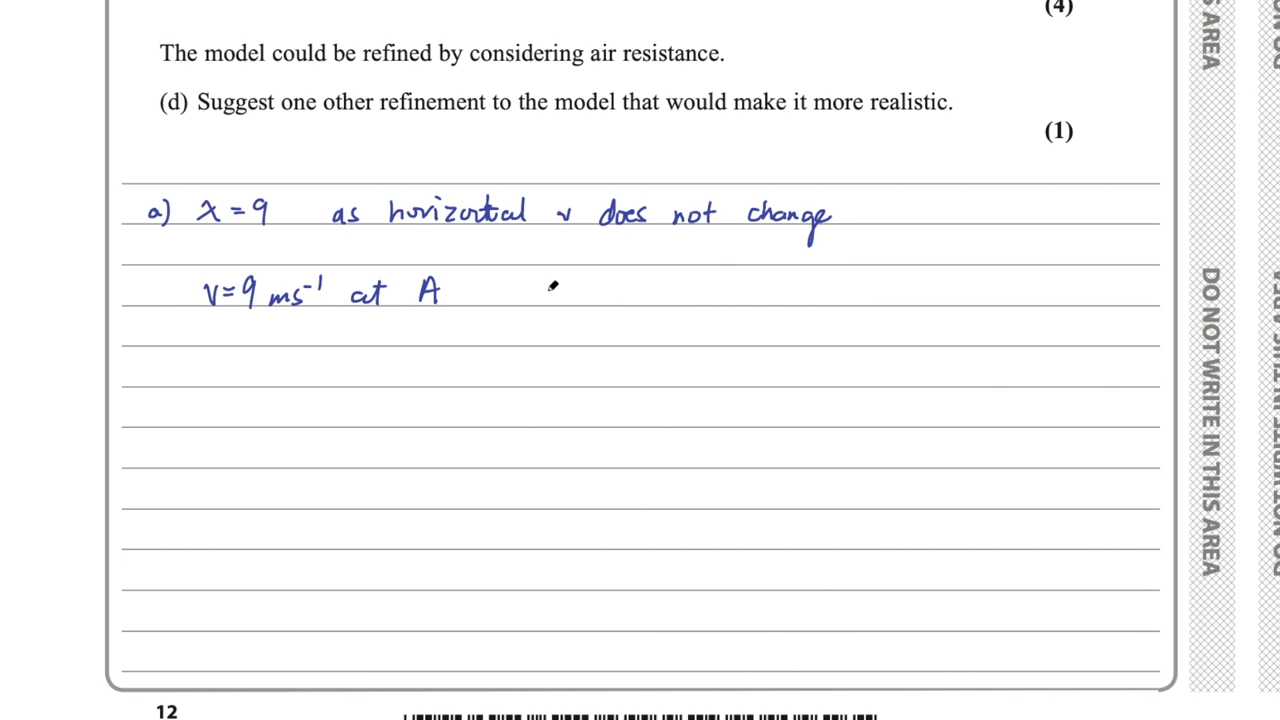 (4)
The model could be refined by considering air resistance.
(d) Suggest one other refinement to the model that would make it more realistic.
(1)
a) x = 9 as horizontal v does not change
v = 9 ms⁻¹ at A
12
S AREA
DO NOT WRITE IN THIS AREA